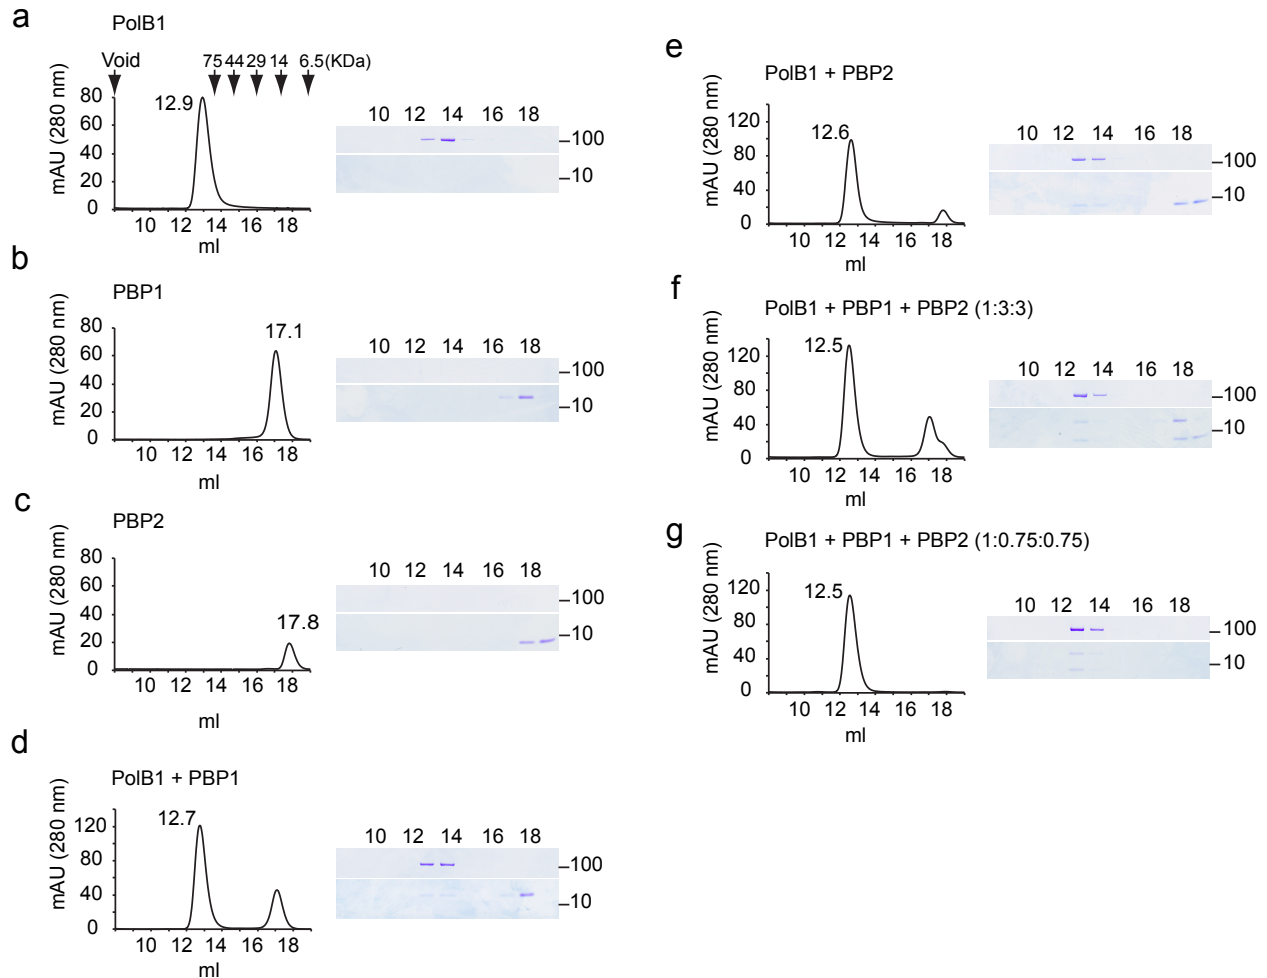 a
PolB1
Void
75 44 29 14 6.5(KDa)
mAU (280 nm)
80
60
40
20
0
12.9
10 12 14 16 18
ml
10 12 14 16 18
100
10
b
PBP1
mAU (280 nm)
80
60
40
20
0
17.1
10 12 14 16 18
ml
10 12 14 16 18
100
10
c
PBP2
mAU (280 nm)
80
60
40
20
0
17.8
10 12 14 16 18
ml
10 12 14 16 18
100
10
d
PolB1 + PBP1
mAU (280 nm)
120
80
40
0
12.7
10 12 14 16 18
ml
10 12 14 16 18
100
10
e
PolB1 + PBP2
mAU (280 nm)
120
80
40
0
12.6
10 12 14 16 18
ml
10 12 14 16 18
100
10
f
PolB1 + PBP1 + PBP2 (1:3:3)
mAU (280 nm)
120
80
40
0
12.5
10 12 14 16 18
ml
10 12 14 16 18
100
10
g
PolB1 + PBP1 + PBP2 (1:0.75:0.75)
mAU (280 nm)
120
80
40
0
12.5
10 12 14 16 18
ml
10 12 14 16 18
100
10